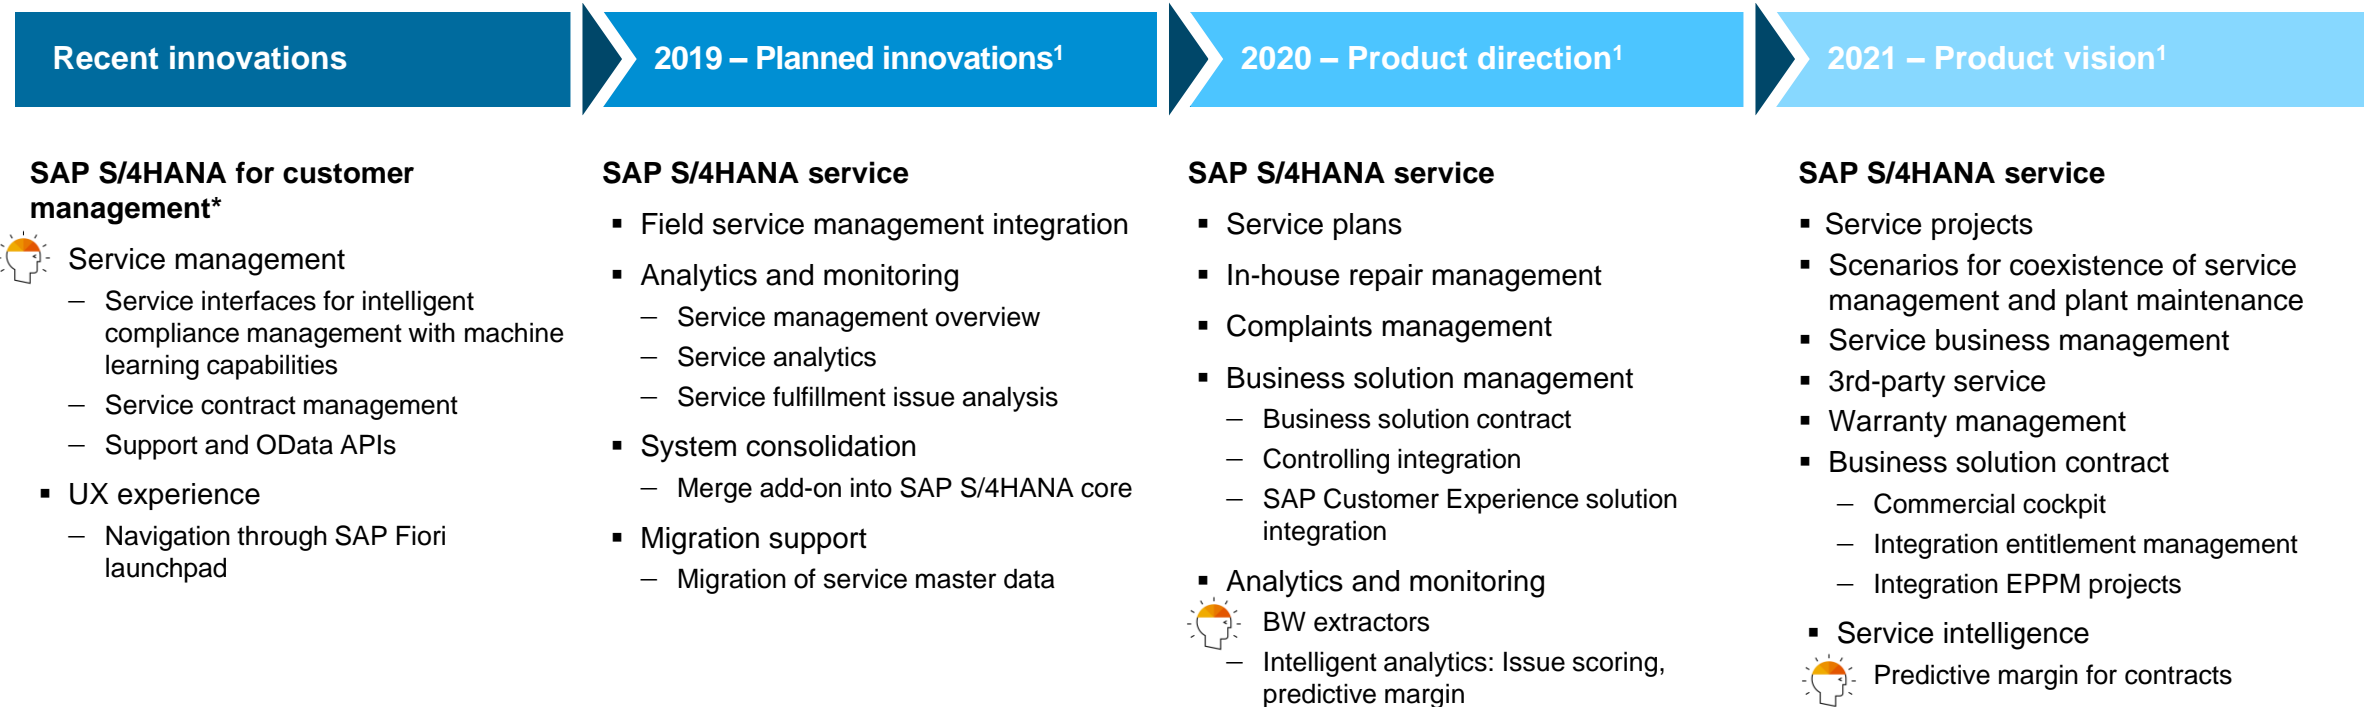 Recent innovations
2019 – Planned innovations¹
2020 – Product direction¹
2021 – Product vision¹
SAP S/4HANA for customer
management*
Service management
– Service interfaces for intelligent
compliance management with machine
learning capabilities
– Service contract management
– Support and OData APIs
▪ UX experience
– Navigation through SAP Fiori
launchpad
SAP S/4HANA service
▪ Field service management integration
▪ Analytics and monitoring
– Service management overview
– Service analytics
– Service fulfillment issue analysis
▪ System consolidation
– Merge add-on into SAP S/4HANA core
▪ Migration support
– Migration of service master data
SAP S/4HANA service
▪ Service plans
▪ In-house repair management
▪ Complaints management
▪ Business solution management
– Business solution contract
– Controlling integration
– SAP Customer Experience solution
integration
▪ Analytics and monitoring
BW extractors
– Intelligent analytics: Issue scoring,
predictive margin
SAP S/4HANA service
▪ Service projects
▪ Scenarios for coexistence of service
management and plant maintenance
▪ Service business management
▪ 3rd-party service
▪ Warranty management
▪ Business solution contract
– Commercial cockpit
– Integration entitlement management
– Integration EPPM projects
▪ Service intelligence
Predictive margin for contracts